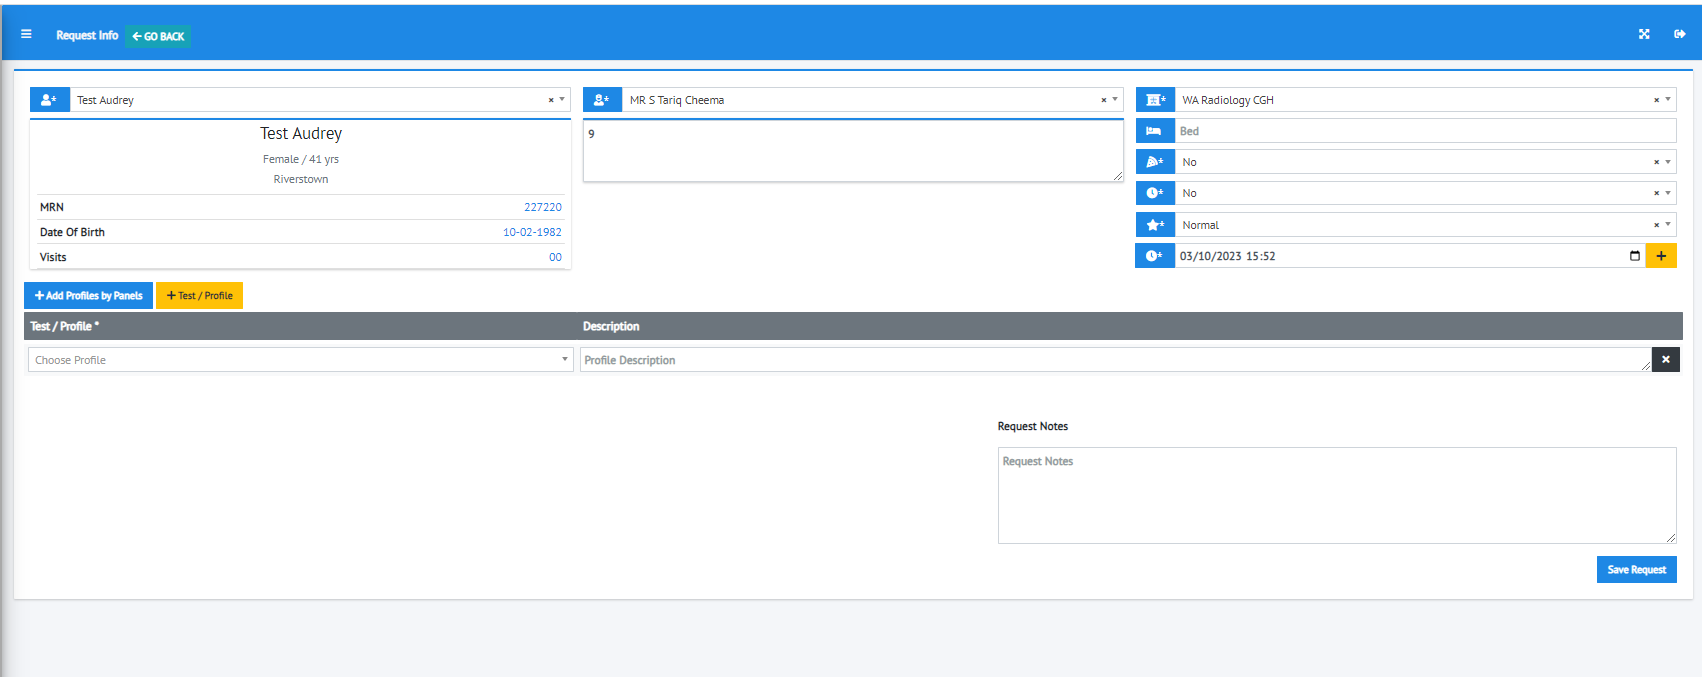 Request Info
GO BACK
* Test Audrey × 
* MR S Tariq Cheema ×
* WA Radiology CGH ×
Test Audrey
Female / 41 yrs
Riverstown
MRN 227220
Date Of Birth 10-02-1982
Visits 00
9
Bed
* No ×
* No ×
* Normal ×
* 03/10/2023 15:52 +
+ Add Profiles by Panels
+ Test / Profile
Test / Profile * Description
Choose Profile Profile Description ×
Request Notes
Request Notes
Save Request